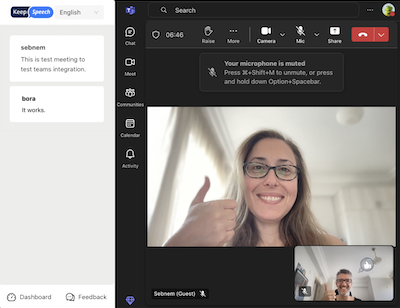 Keep! Speech
English
sebnem
This is test meeting to
test teams integration.
bora
It works.
Dashboard
Feedback
Search
Chat
Meet
Communities
Calendar
Activity
06:46
Raise
More
Camera
Mic
Share
Your microphone is muted
Press ⌘+Shift+M to unmute, or press
and hold down Option+Spacebar.
Sebnem (Guest)